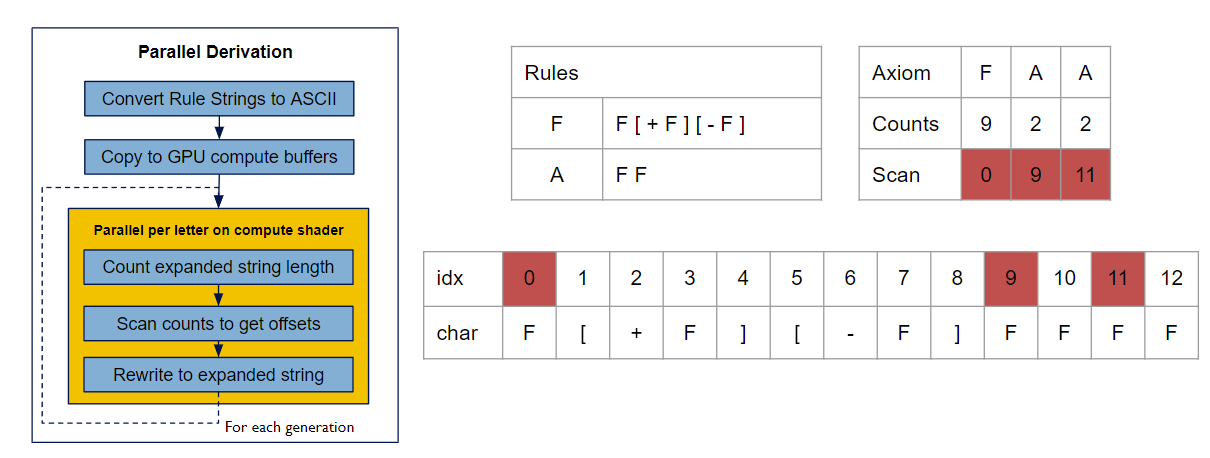 Parallel Derivation
Convert Rule Strings to ASCII
Copy to GPU compute buffers
Parallel per letter on compute shader
Count expanded string length
Scan counts to get offsets
Rewrite to expanded string
For each generation
Rules
F F [ + F ] [ - F ]
A F F
Axiom F A A
Counts 9 2 2
Scan 0 9 11
idx 0 1 2 3 4 5 6 7 8 9 10 11 12
char F [ + F ] [ - F ] F F F F